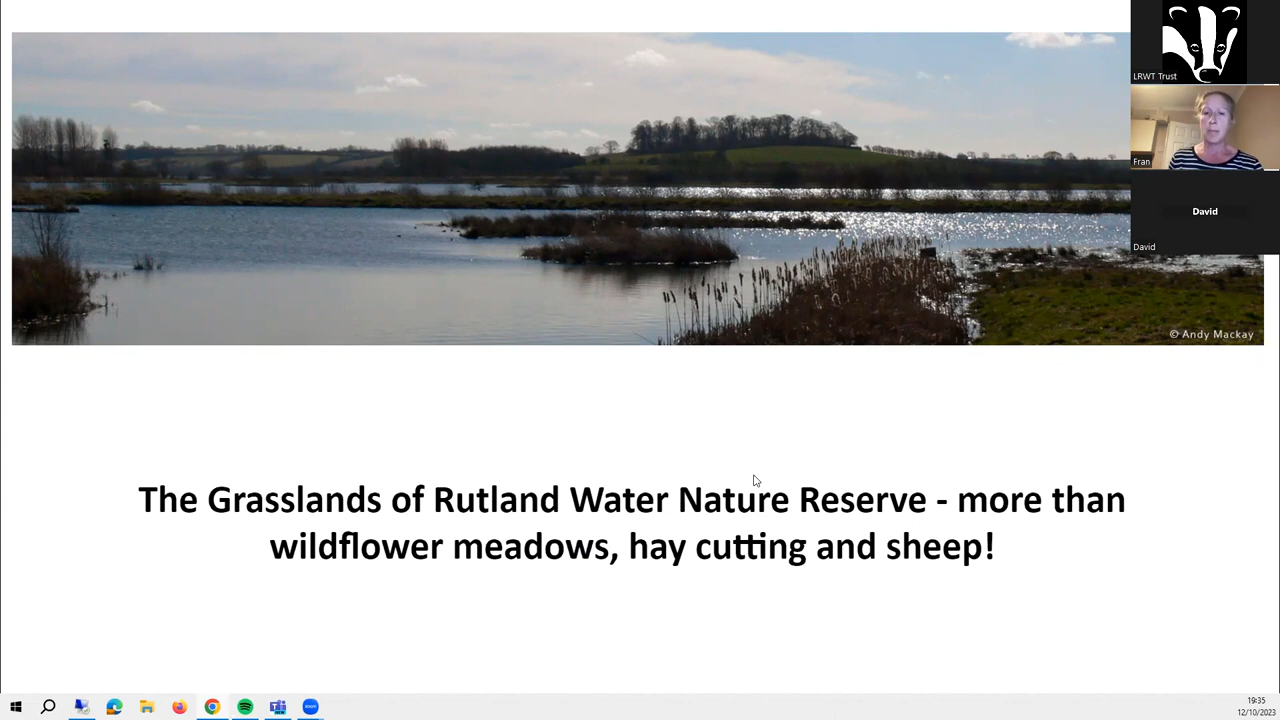 LRWT Trust
Fran
David
David
© Andy Mackay
The Grasslands of Rutland Water Nature Reserve - more than
wildflower meadows, hay cutting and sheep!
zoom
19:35
12/10/2023